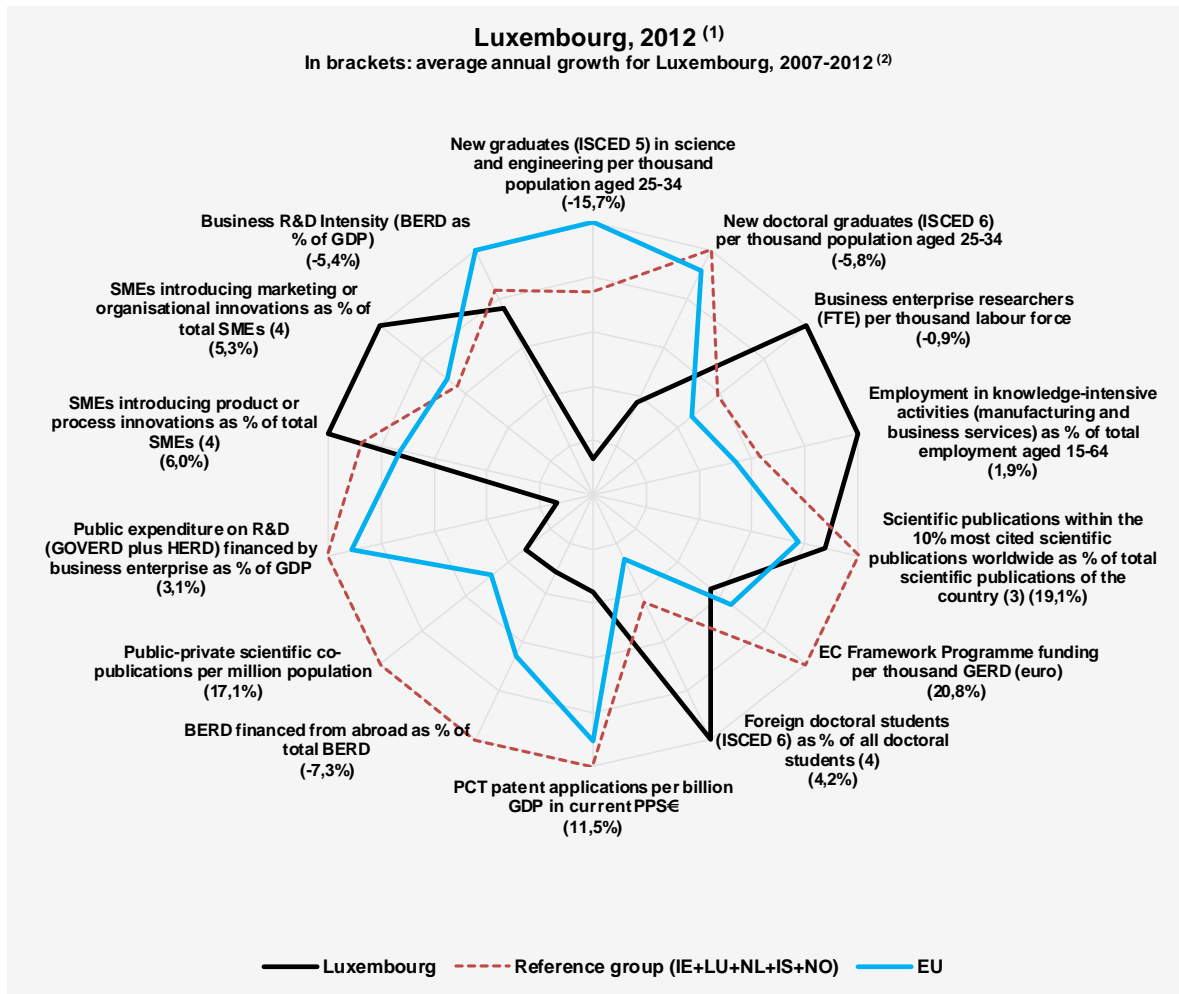 Luxembourg, 2012 (1)
In brackets: average annual growth for Luxembourg, 2007-2012 (2)
New graduates (ISCED 5) in science
and engineering per thousand
population aged 25-34
(-15,7%)
New doctoral graduates (ISCED 6)
per thousand population aged 25-34
(-5,8%)
Business enterprise researchers
(FTE) per thousand labour force
(-0,9%)
Employment in knowledge-intensive
activities (manufacturing and
business services) as % of total
employment aged 15-64
(1,9%)
Scientific publications within the
10% most cited scientific
publications worldwide as % of total
scientific publications of the
country (3) (19,1%)
EC Framework Programme funding
per thousand GERD (euro)
(20,8%)
Foreign doctoral students
(ISCED 6) as % of all doctoral
students (4)
(4,2%)
PCT patent applications per billion
GDP in current PPS€
(11,5%)
BERD financed from abroad as % of
total BERD
(-7,3%)
Public-private scientific co-
publications per million population
(17,1%)
Public expenditure on R&D
(GOVERD plus HERD) financed by
business enterprise as % of GDP
(3,1%)
SMEs introducing product or
process innovations as % of total
SMEs (4)
(6,0%)
SMEs introducing marketing or
organisational innovations as % of
total SMEs (4)
(5,3%)
Business R&D Intensity (BERD as
% of GDP)
(-5,4%)
Luxembourg
Reference group (IE+LU+NL+IS+NO)
EU